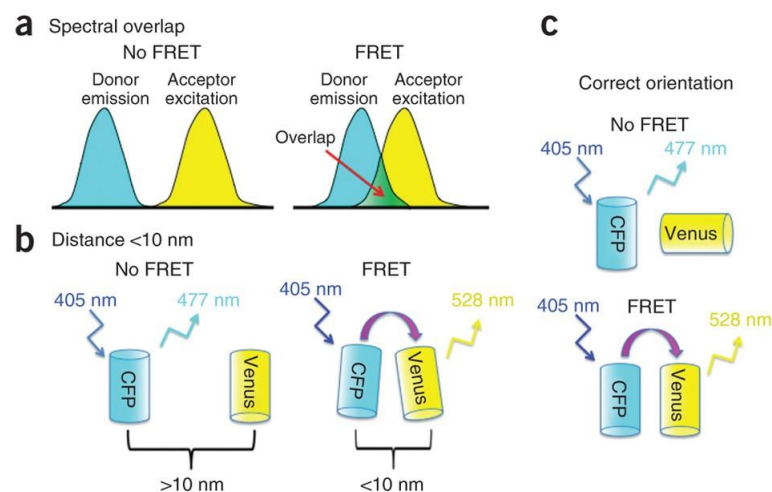 a Spectral overlap
No FRET
Donor emission
Acceptor excitation
FRET
Donor emission
Acceptor excitation
Overlap
b Distance <10 nm
No FRET
405 nm
477 nm
CFP
Venus
>10 nm
FRET
405 nm
528 nm
CFP
Venus
<10 nm
c
Correct orientation
No FRET
405 nm
477 nm
CFP
Venus
FRET
405 nm
528 nm
CFP
Venus